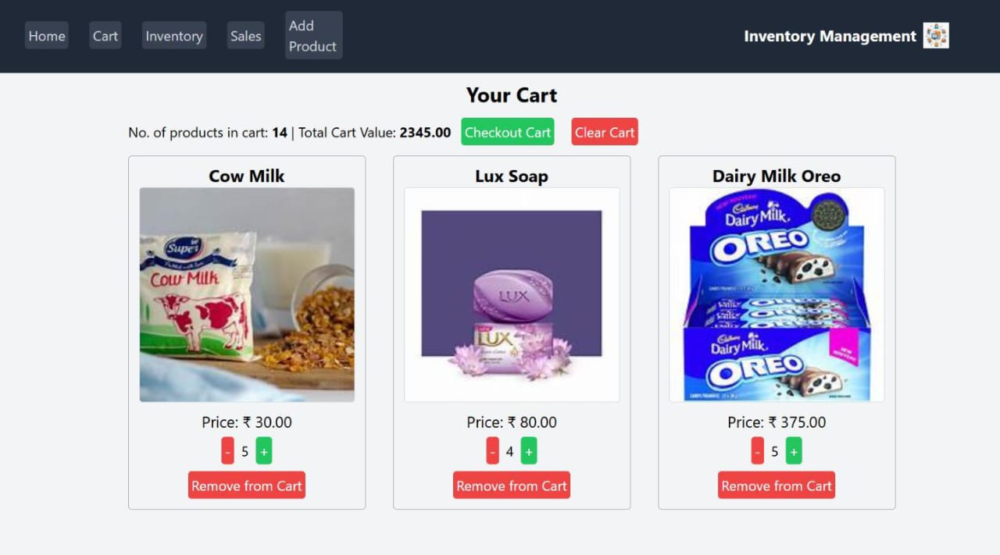 Home
Cart
Inventory
Sales
Add
Product
Inventory Management
Your Cart
No. of products in cart: 14 | Total Cart Value: 2345.00
Checkout Cart
Clear Cart
Cow Milk
Super
Cow Milk
Price: ₹ 30.00
- 5 +
Remove from Cart
Lux Soap
LUX
LUX
Price: ₹ 80.00
- 4 +
Remove from Cart
Dairy Milk Oreo
Cadbury
Dairy Milk
OREO
Cadbury
Dairy Milk
OREO
NEW
NOUVEAU
Price: ₹ 375.00
- 5 +
Remove from Cart